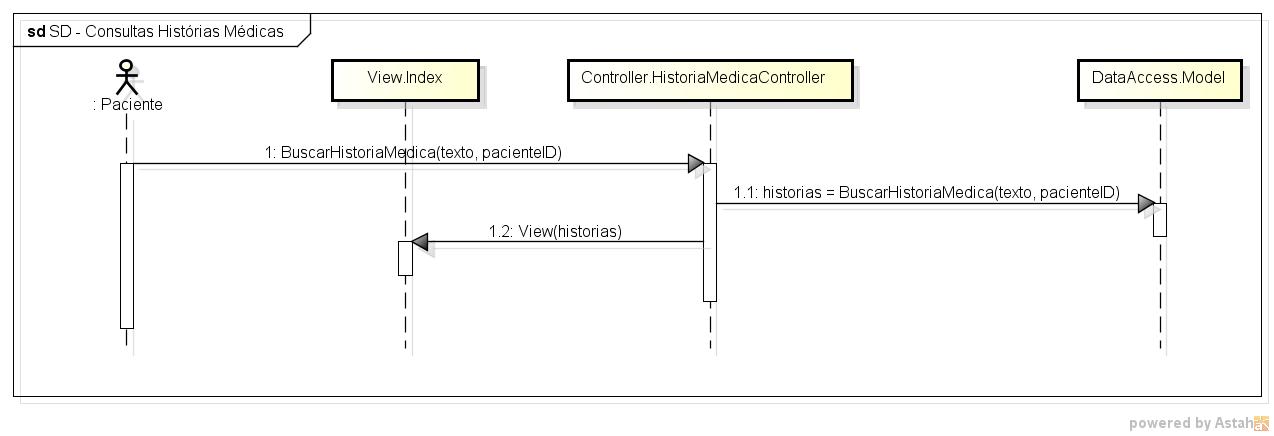 sd SD - Consultas Histórias Médicas
: Paciente
View.Index
Controller.HistoriaMedicaController
DataAccess.Model
1: BuscarHistoriaMedica(texto, pacienteID)
1.1: historias = BuscarHistoriaMedica(texto, pacienteID)
1.2: View(historias)
powered by Astah